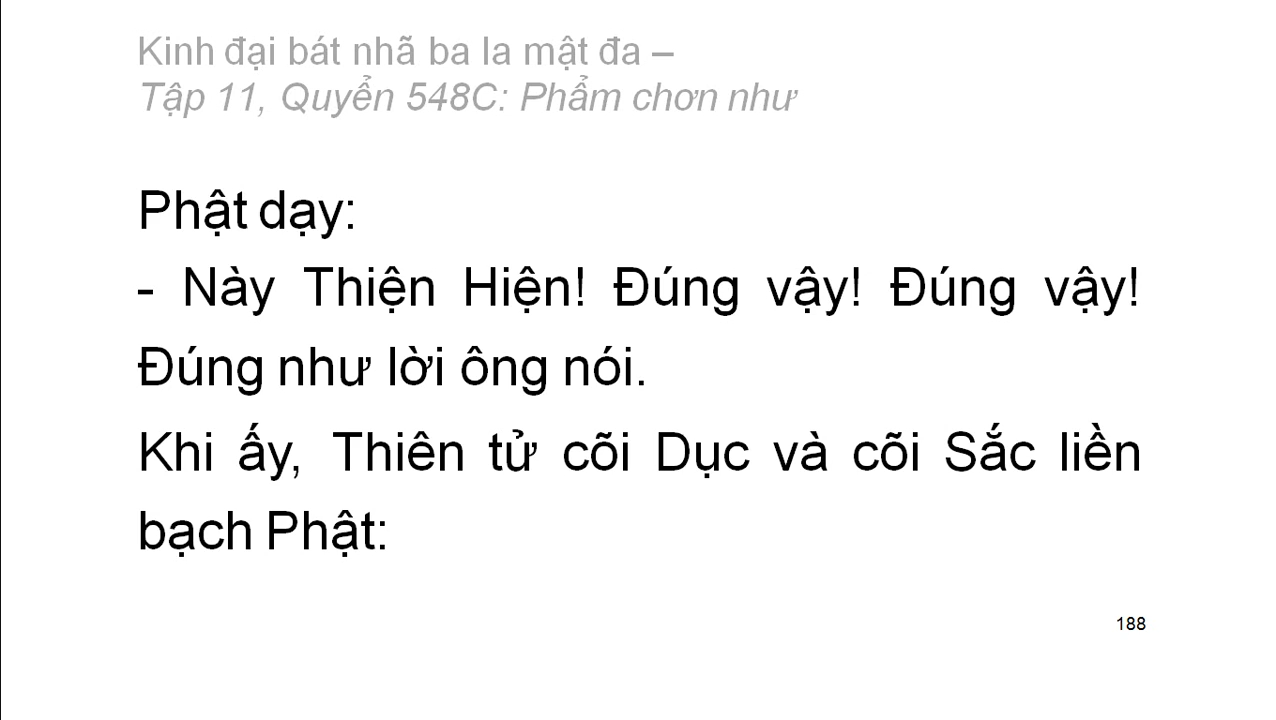 Kinh đại bát nhã ba la mật đa –
Tập 11, Quyển 548C: Phẩm chơn như
Phật dạy:
- Này Thiện Hiện! Đúng vậy! Đúng vậy!
Đúng như lời ông nói.
Khi ấy, Thiên tử cõi Dục và cõi Sắc liền
bạch Phật:
188